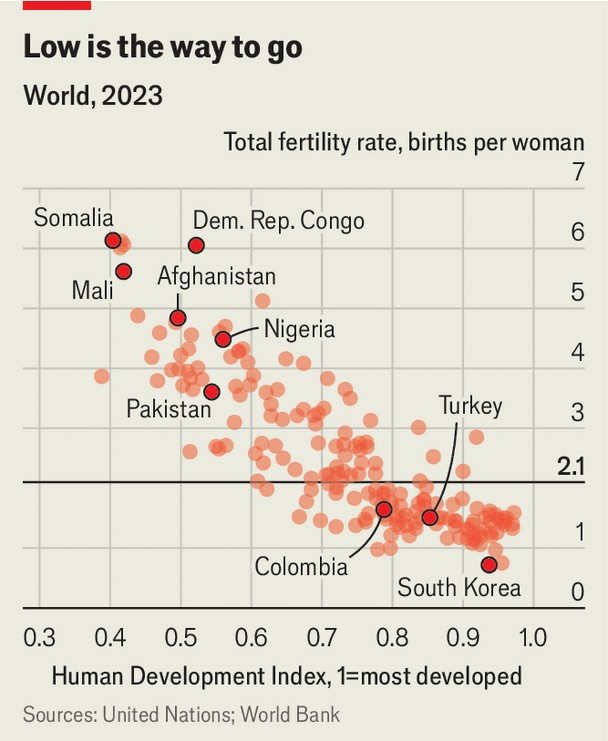 Low is the way to go
World, 2023
Total fertility rate, births per woman
7
Somalia
Dem. Rep. Congo
6
Mali
Afghanistan
5
Nigeria
4
Pakistan
Turkey
3
2.1
1
Colombia
South Korea
0
0.3 0.4 0.5 0.6 0.7 0.8 0.9 1.0
Human Development Index, 1=most developed
Sources: United Nations; World Bank